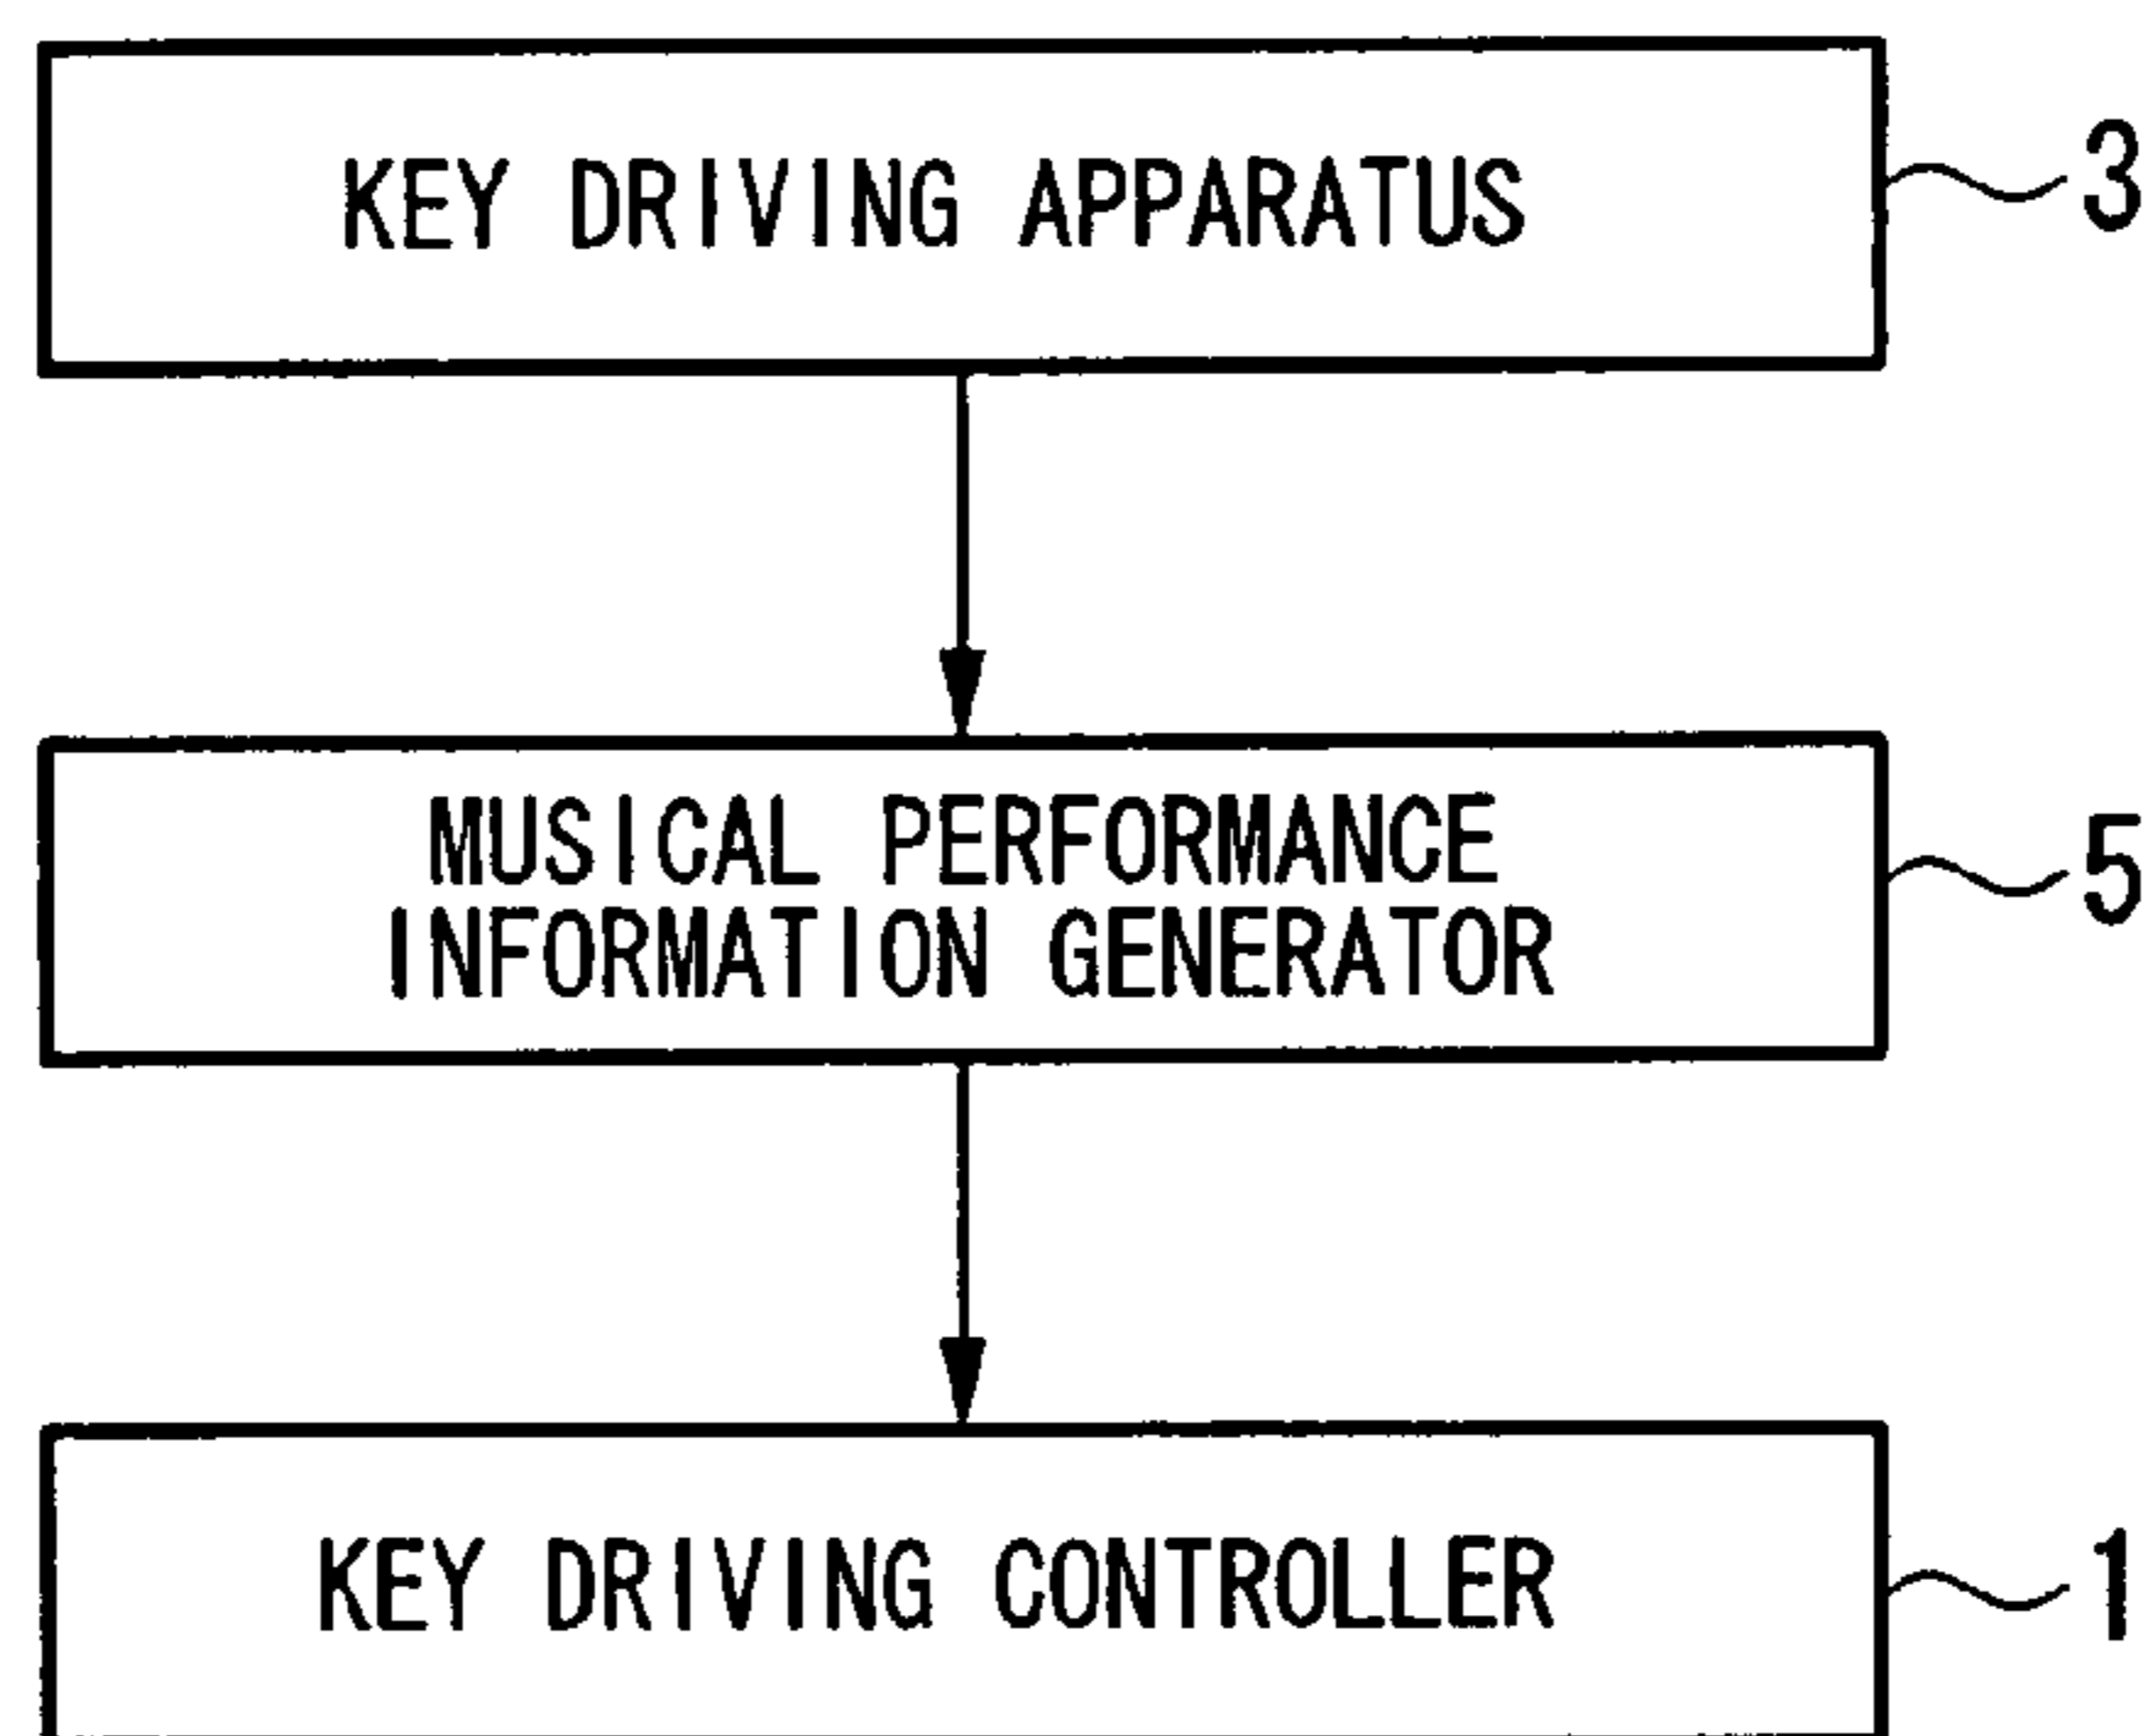 KEY DRIVING APPARATUS
3
MUSICAL PERFORMANCE
INFORMATION GENERATOR
5
KEY DRIVING CONTROLLER
1